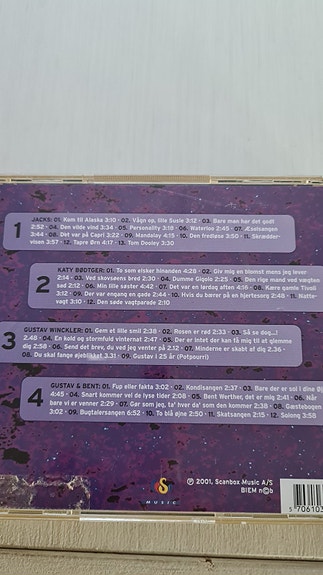 1
JACKS: 01. Kom til Alaska 3:10 · 02. Vågn op, lille Susie 3:12 · 03. Bare man har det godt
2:52 · 04. Den vilde vind 3:34 · 05. Personality 3:10 · 06. Waterloo 2:45 · 07. Æselsangen
3:44 · 08. Det var på Capri 3:22 · 09. Mandalay 4:15 · 10. Den fredløse 3:50 · 11. Skrædder-
visen 3:57 · 12. Tapre Ørn 4:17 · 13. Tom Dooley 3:30
2
KATY BØDTGER: 01. To som elsker hinanden 4:28 · 02. Giv mig en blomst mens jeg lever
2:14 · 03. Ved skovsøens bred 2:30 · 04. Dumme Gigolo 2:25 · 05. Den rige mand ved vægten
sad 2:12 · 06. Min lille søster 4:42 · 07. Det var en lørdag aften 4:16 · 08. Kære gamle Tivoli
3:12 · 09. Der var engang en gade 2:44 · 10. Hvis du bærer på en hjertesorg 2:48 · 11. Natte-
vagt 3:10 · 12. Den søde vagtparade 2:10
3
GUSTAV WINCKLER: 01. Gem et lille smil 2:38 · 02. Rosen er rød 2:33 · 03. Så se dog...!
2:48 · 04. En kold og stormfuld vinternat 2:47 · 05. Der er intet der kan få mig til at glemme
dig 2:58 · 06. Send det brev, du ved jeg venter på 2.12 · 07. Minderne er skabt af dig 2.36 ·
08. Du skal fange øjeblikket 3.31 · 09. Gustav i 25 år (Potpourri)
4
GUSTAV & BENT: 01. Fup eller fakta 3:02 · 02. Kondisangen 2:37 · 03. Bare der er sol i dine
4:45 · 04. Snart kommer vel de lyse tider 2:08 · 05. Bent Werther, det er mig 2:41 · 06. Når
bare vi er venner 2:29 · 07. Gør som jeg, ta' hver da's som den kommer 2:38 · 08. Gæstebogen
3:02 · 09. Bugtalersangen 6:52 · 10. To blå øjne 2:50 · 11. Skatsangen 2:15 · 12. Solong 3:58
S
MUSIC
℗ 2001, Scanbox Music A/S
BIEM n©b
5 706103